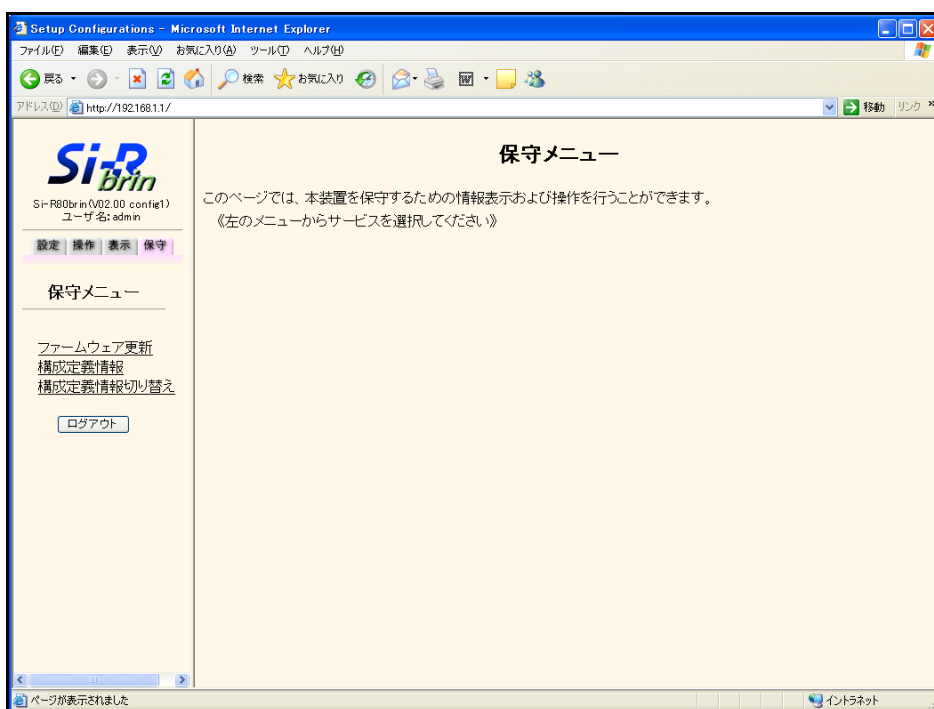 Setup Configurations - Microsoft Internet Explorer
ファイル(F) 編集(E) 表示(V) お気に入り(A) ツール(T) ヘルプ(H)
戻る 検索 お気に入り
アドレス(D) http://192.168.1.1/ 移動 リンク »
Si-R
brin
Si-R80brin(V02.00 config1)
ユーザ名: admin
設定 操作 表示 保守
保守メニュー
ファームウェア更新
構成定義情報
構成定義情報切り替え
ログアウト
保守メニュー
このページでは、本装置を保守するための情報表示および操作を行うことができます。
《左のメニューからサービスを選択してください》
ページが表示されました イントラネット